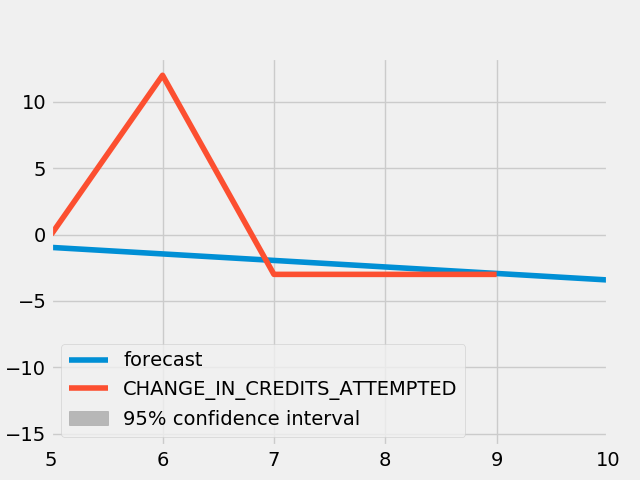 10
5
0
−5
−10
−15
forecast
CHANGE_IN_CREDITS_ATTEMPTED
95% confidence interval
5 6 7 8 9 10